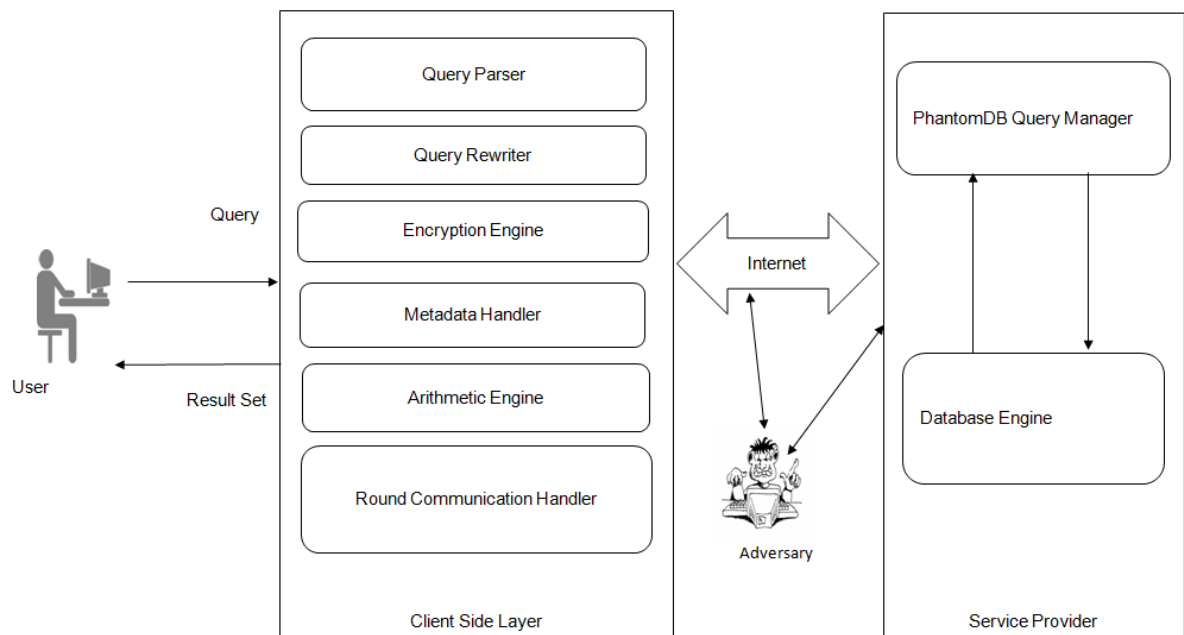 Query Parser
Query Rewriter
Encryption Engine
Metadata Handler
Arithmetic Engine
Round Communication Handler
Client Side Layer
Query
User
Result Set
Internet
Adversary
PhantomDB Query Manager
Database Engine
Service Provider